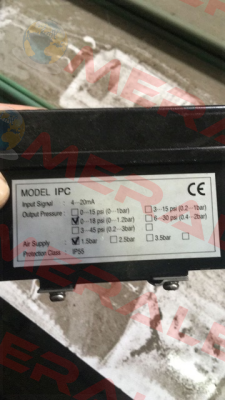 MODEL IPC
CE
Input Signal 4~20mA
Output Pressure : 0~15 psi (0~1bar) 3~15 psi (0.2~1bar)
0~18 psi (0~1.2bar) 6~30 psi (0.4~2bar)
3~45 psi (0.2~3bar)
Air Supply 1.5bar 2.5bar 3.5bar
Protection Class : IP55